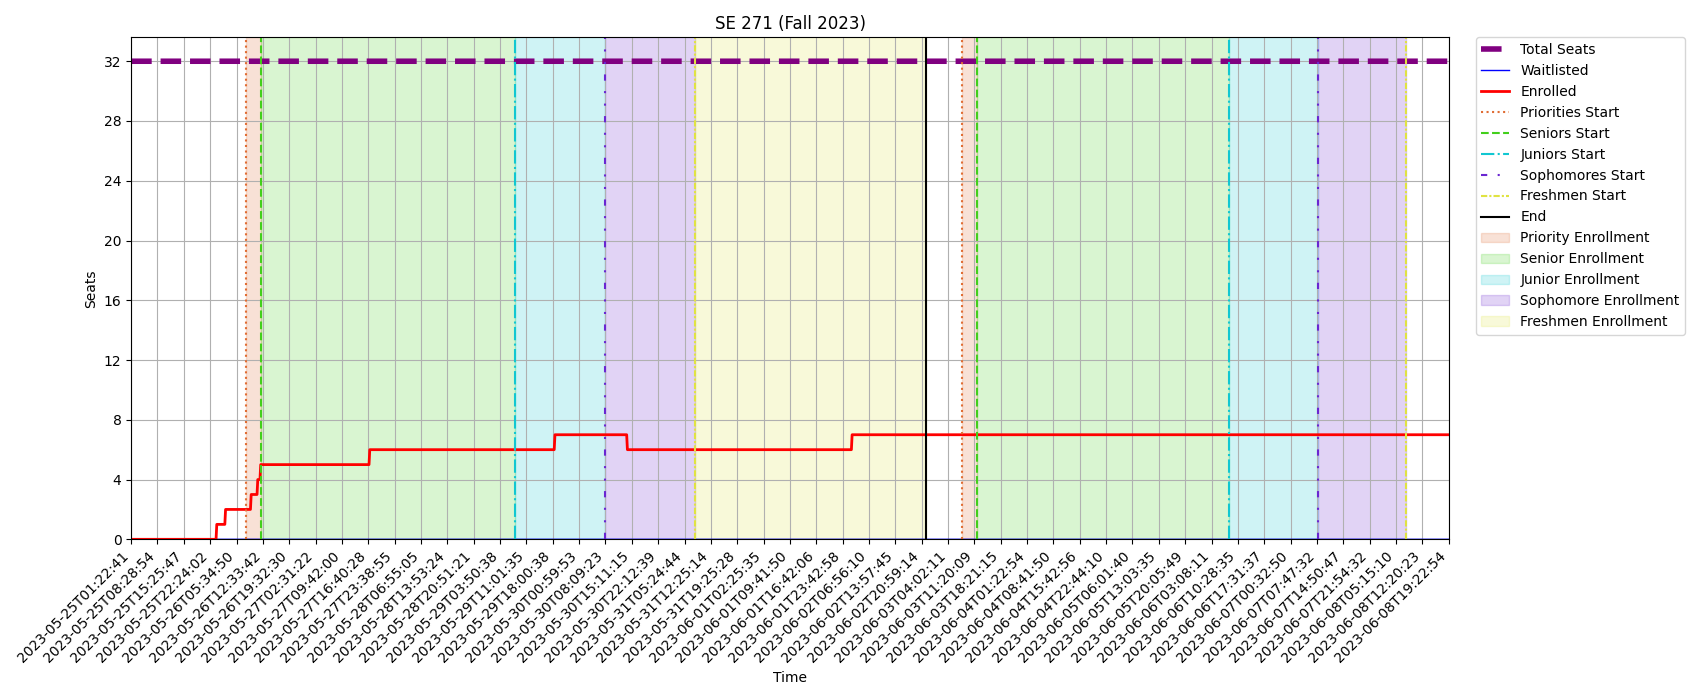 SE 271 (Fall 2023)
Seats
32
28
24
20
16
12
8
4
0
2023-05-25T01:22:41
2023-05-25T08:28:54
2023-05-25T15:25:47
2023-05-25T22:24:02
2023-05-26T05:34:50
2023-05-26T12:33:42
2023-05-26T19:32:30
2023-05-27T02:31:22
2023-05-27T09:42:00
2023-05-27T16:40:28
2023-05-27T23:38:55
2023-05-28T06:55:05
2023-05-28T13:53:24
2023-05-28T20:51:21
2023-05-29T03:50:38
2023-05-29T11:01:35
2023-05-29T18:00:38
2023-05-30T00:59:53
2023-05-30T08:09:23
2023-05-30T15:11:15
2023-05-30T22:12:39
2023-05-31T05:24:44
2023-05-31T12:25:14
2023-05-31T19:25:28
2023-06-01T02:25:35
2023-06-01T09:41:50
2023-06-01T16:42:06
2023-06-01T23:42:58
2023-06-02T06:56:10
2023-06-02T13:57:45
2023-06-02T20:59:14
2023-06-03T04:02:11
2023-06-03T11:20:09
2023-06-03T18:21:15
2023-06-04T01:22:54
2023-06-04T08:41:50
2023-06-04T15:42:56
2023-06-04T22:44:10
2023-06-05T06:01:40
2023-06-05T13:03:35
2023-06-05T20:05:49
2023-06-06T03:08:11
2023-06-06T10:28:35
2023-06-06T17:31:37
2023-06-07T00:32:50
2023-06-07T07:47:32
2023-06-07T14:50:47
2023-06-07T21:54:32
2023-06-08T05:15:10
2023-06-08T12:20:23
2023-06-08T19:22:54
Time
Total Seats
Waitlisted
Enrolled
Priorities Start
Seniors Start
Juniors Start
Sophomores Start
Freshmen Start
End
Priority Enrollment
Senior Enrollment
Junior Enrollment
Sophomore Enrollment
Freshmen Enrollment